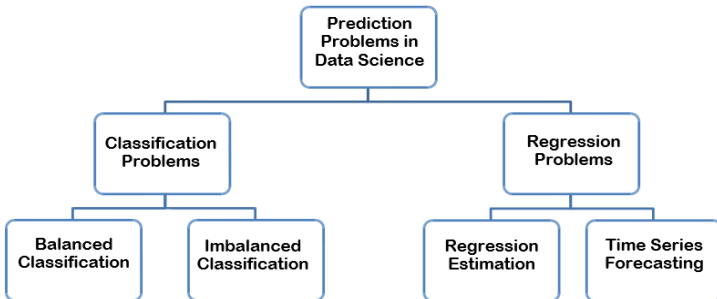 Prediction
Problems in
Data Science
Classification
Problems
Regression
Problems
Balanced
Classification
Imbalanced
Classification
Regression
Estimation
Time Series
Forecasting